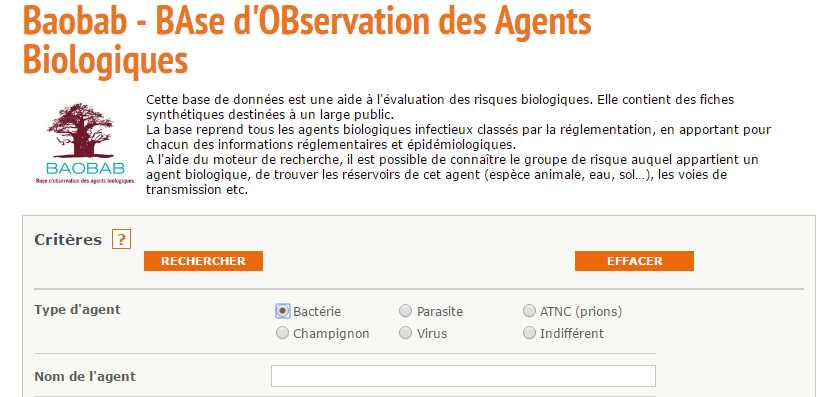 Baobab - BAse d'OBservation des Agents
Biologiques
Cette base de données est une aide à l'évaluation des risques biologiques. Elle contient des fiches
synthétiques destinées à un large public.
La base reprend tous les agents biologiques infectieux classés par la réglementation, en apportant pour
chacun des informations réglementaires et épidémiologiques.
A l'aide du moteur de recherche, il est possible de connaître le groupe de risque auquel appartient un
agent biologique, de trouver les réservoirs de cet agent (espèce animale, eau, sol...), les voies de
transmission etc.
BAOBAB
Base d'observation des agents biologiques
Critères ?
RECHERCHER EFFACER
Type d'agent Bactérie Parasite ATNC (prions)
Champignon Virus Indifférent
Nom de l'agent